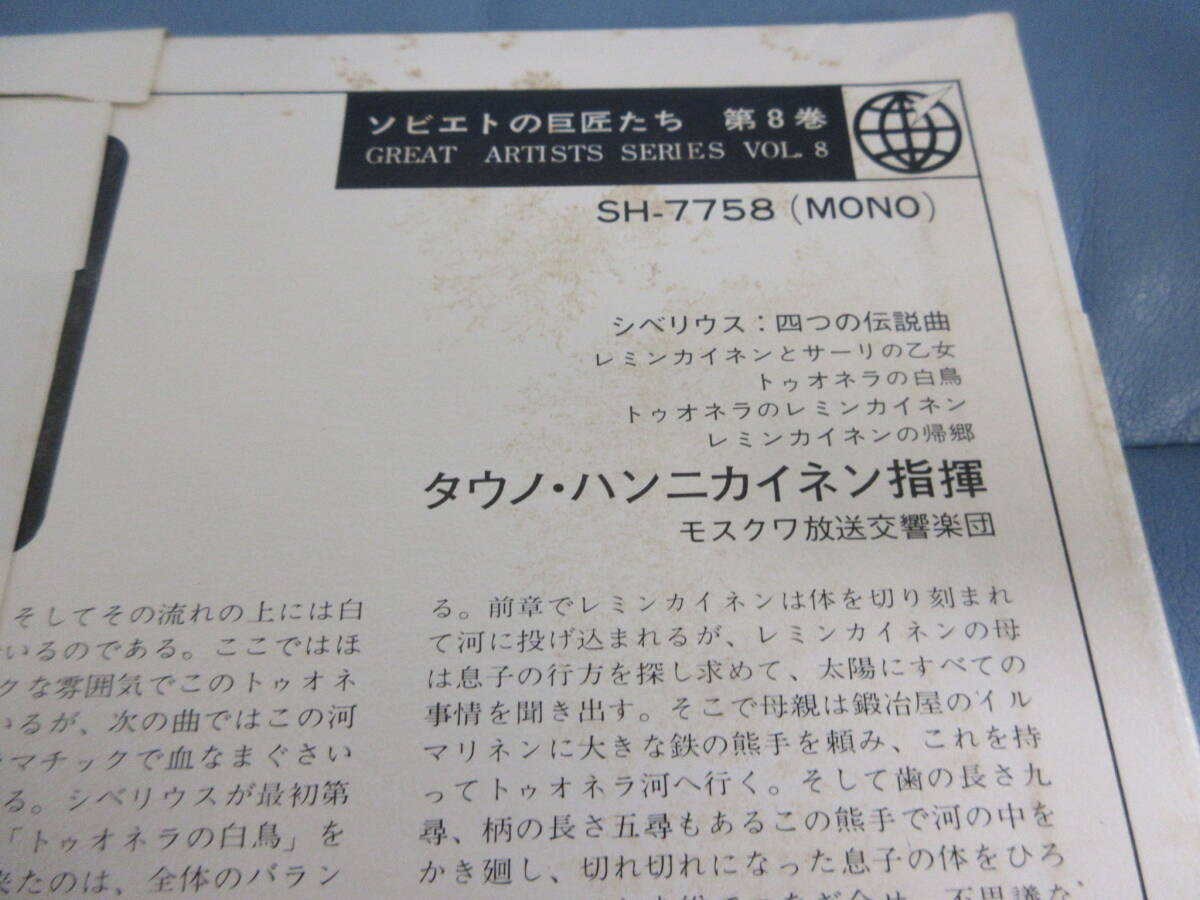 ソビエトの巨匠たち 第8巻
GREAT ARTISTS SERIES VOL. 8
SH-7758 (MONO)
シベリウス：四つの伝説曲
レミンカイネンとサーリの乙女
トゥオネラの白鳥
トゥオネラのレミンカイネン
レミンカイネンの帰郷
タウノ・ハンニカイネン指揮
モスクワ放送交響楽団
そしてその流れの上には白
いるのである。ここではほ
クな雰囲気でこのトゥオネ
いるが、次の曲ではこの河
マチックで血なまぐさい
る。シベリウスが最初第
「トゥオネラの白鳥」を
来たのは、全体のバラン
る。前章でレミンカイネンは体を切り刻まれ
て河に投げ込まれるが、レミンカイネンの母
は息子の行方を探し求めて、太陽にすべての
事情を聞き出す。そこで母親は鍛冶屋のイル
マリネンに大きな鉄の熊手を頼み、これを持
ってトゥオネラ河へ行く。そして歯の長さ九
尋、柄の長さ五尋もあるこの熊手で河の中を
かき廻し、切れ切れになった息子の体をひろ
不思議な